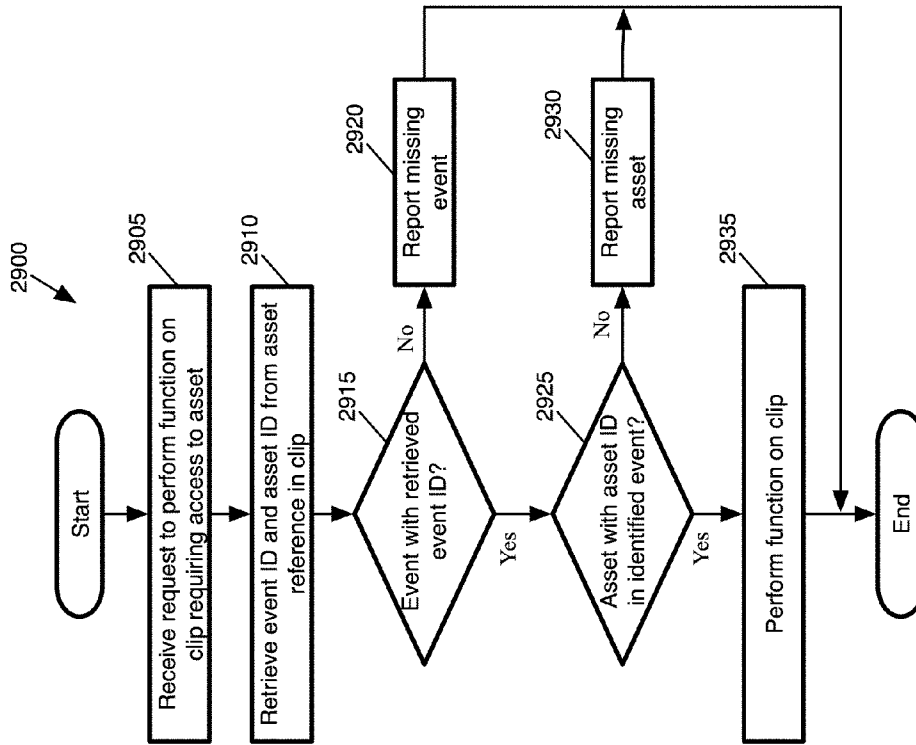 2900
Start
2905
Receive request to perform function on
clip requiring access to asset
2910
Retrieve event ID and asset ID from asset
reference in clip
2915
Event with retrieved
event ID?
No
2920
Report missing
event
Yes
2925
Asset with asset ID
in identified event?
No
2930
Report missing
asset
Yes
2935
Perform function on clip
End